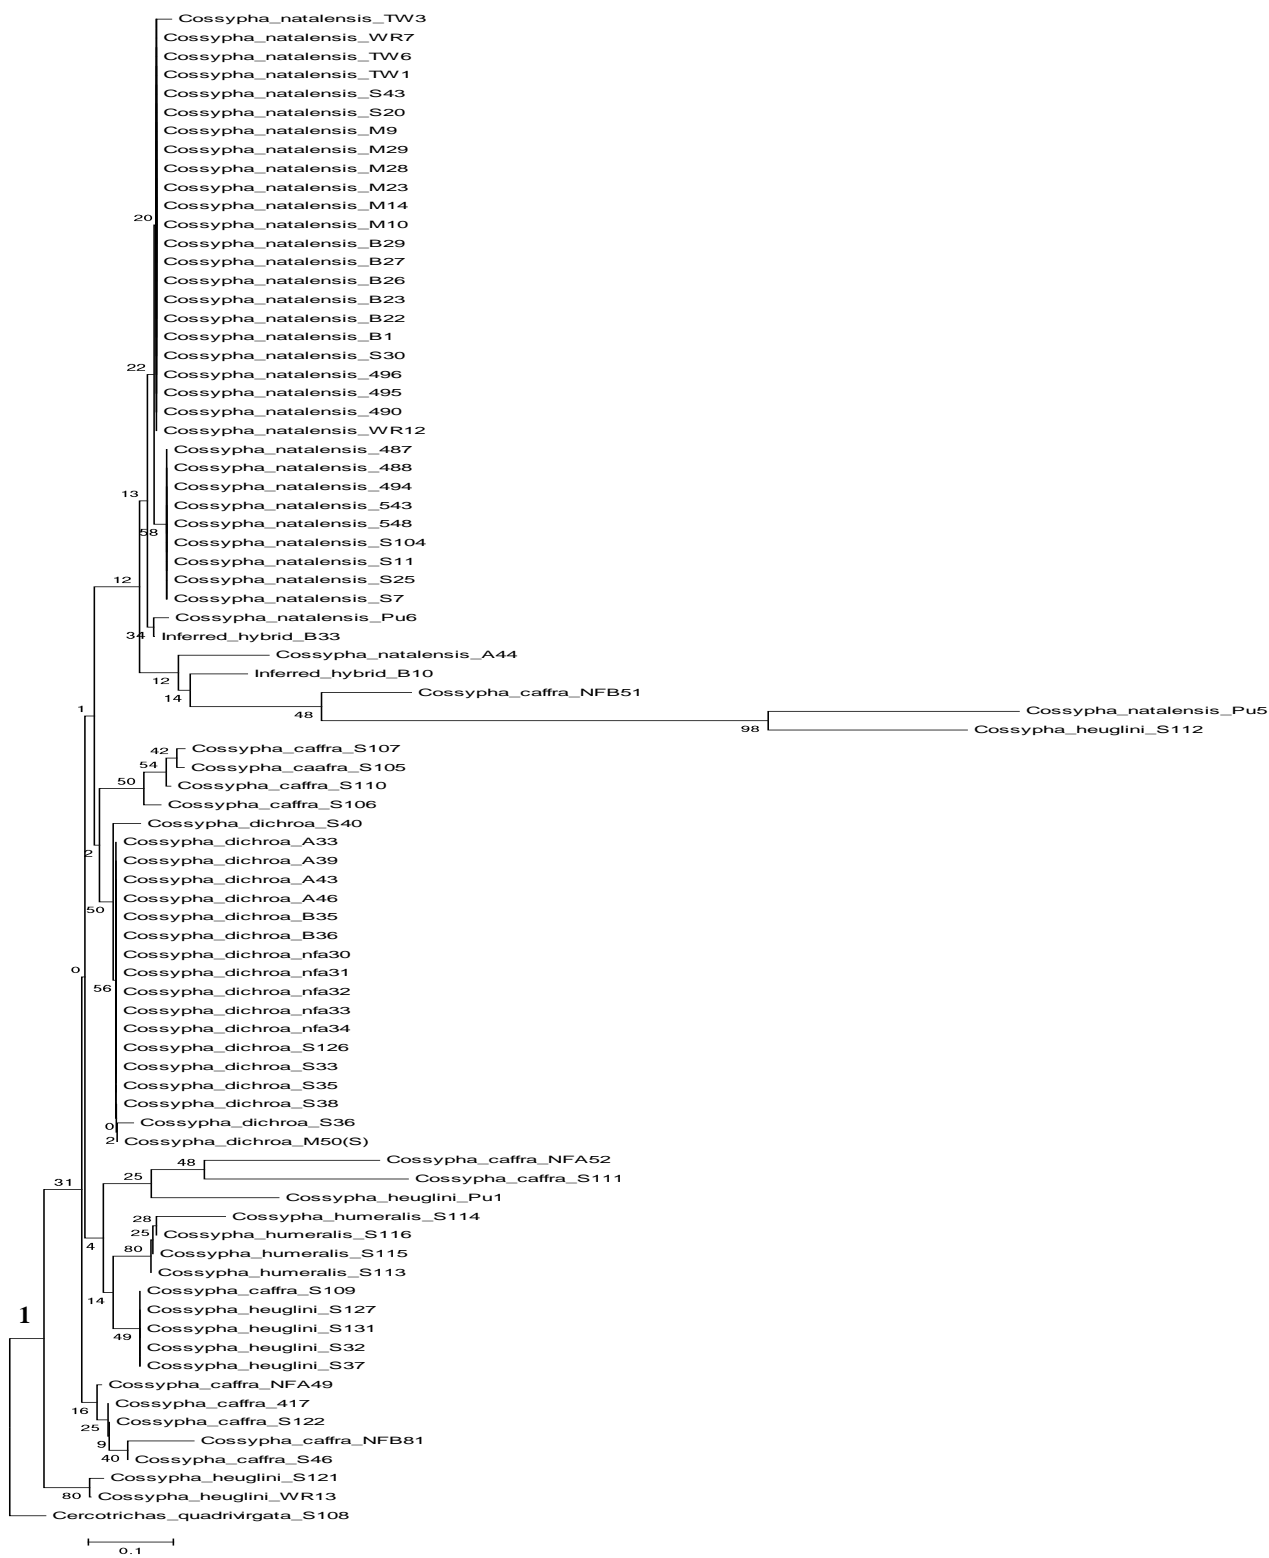 Cossypha_natalensis_TW3
Cossypha_natalensis_WR7
Cossypha_natalensis_TW6
Cossypha_natalensis_TW1
Cossypha_natalensis_S43
Cossypha_natalensis_S20
Cossypha_natalensis_M9
Cossypha_natalensis_M29
Cossypha_natalensis_M28
Cossypha_natalensis_M23
Cossypha_natalensis_M14
20
Cossypha_natalensis_M10
Cossypha_natalensis_B29
Cossypha_natalensis_B27
Cossypha_natalensis_B26
Cossypha_natalensis_B23
Cossypha_natalensis_B22
Cossypha_natalensis_B1
Cossypha_natalensis_S30
22
Cossypha_natalensis_496
Cossypha_natalensis_495
Cossypha_natalensis_490
Cossypha_natalensis_WR12
Cossypha_natalensis_487
Cossypha_natalensis_488
Cossypha_natalensis_494
13
Cossypha_natalensis_543
Cossypha_natalensis_548
58
Cossypha_natalensis_S104
Cossypha_natalensis_S11
12
Cossypha_natalensis_S25
Cossypha_natalensis_S7
Cossypha_natalensis_Pu6
34
Inferred_hybrid_B33
Cossypha_natalensis_A44
Inferred_hybrid_B10
12
Cossypha_caffra_NFB51
14
1
Cossypha_natalensis_Pu5
48
98
Cossypha_heuglini_S112
Cossypha_caffra_S107
42
Cossypha_caafra_S105
54
Cossypha_caffra_S110
50
Cossypha_caffra_S106
Cossypha_dichroa_S40
Cossypha_dichroa_A33
2
Cossypha_dichroa_A39
Cossypha_dichroa_A43
Cossypha_dichroa_A46
50
Cossypha_dichroa_B35
Cossypha_dichroa_B36
Cossypha_dichroa_nfa30
0
Cossypha_dichroa_nfa31
56
Cossypha_dichroa_nfa32
Cossypha_dichroa_nfa33
Cossypha_dichroa_nfa34
Cossypha_dichroa_S126
Cossypha_dichroa_S33
Cossypha_dichroa_S35
Cossypha_dichroa_S38
Cossypha_dichroa_S36
0
2
Cossypha_dichroa_M50(S)
Cossypha_caffra_NFA52
48
Cossypha_caffra_S111
25
31
Cossypha_heuglini_Pu1
Cossypha_humeralis_S114
28
25
Cossypha_humeralis_S116
4
80
Cossypha_humeralis_S115
Cossypha_humeralis_S113
Cossypha_caffra_S109
14
Cossypha_heuglini_S127
1
Cossypha_heuglini_S131
49
Cossypha_heuglini_S32
Cossypha_heuglini_S37
Cossypha_caffra_NFA49
Cossypha_caffra_417
16
Cossypha_caffra_S122
25
Cossypha_caffra_NFB81
9
40
Cossypha_caffra_S46
Cossypha_heuglini_S121
80
Cossypha_heuglini_WR13
Cercotrichas_quadrivirgata_S108
0.1